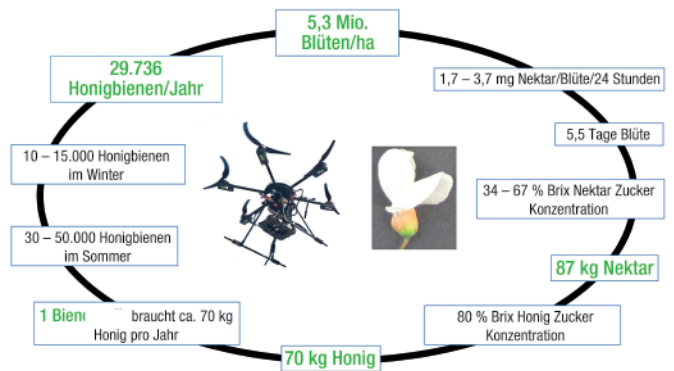 5,3 Mio.
Blüten/ha
1,7 – 3,7 mg Nektar/Blüte/24 Stunden
5,5 Tage Blüte
34 – 67 % Brix Nektar Zucker
Konzentration
87 kg Nektar
80 % Brix Honig Zucker
Konzentration
70 kg Honig
1 braucht ca. 70 kg
Honig pro Jahr
30 – 50.000 Honigbienen
im Sommer
10 – 15.000 Honigbienen
im Winter
29.736
Honigbienen/Jahr